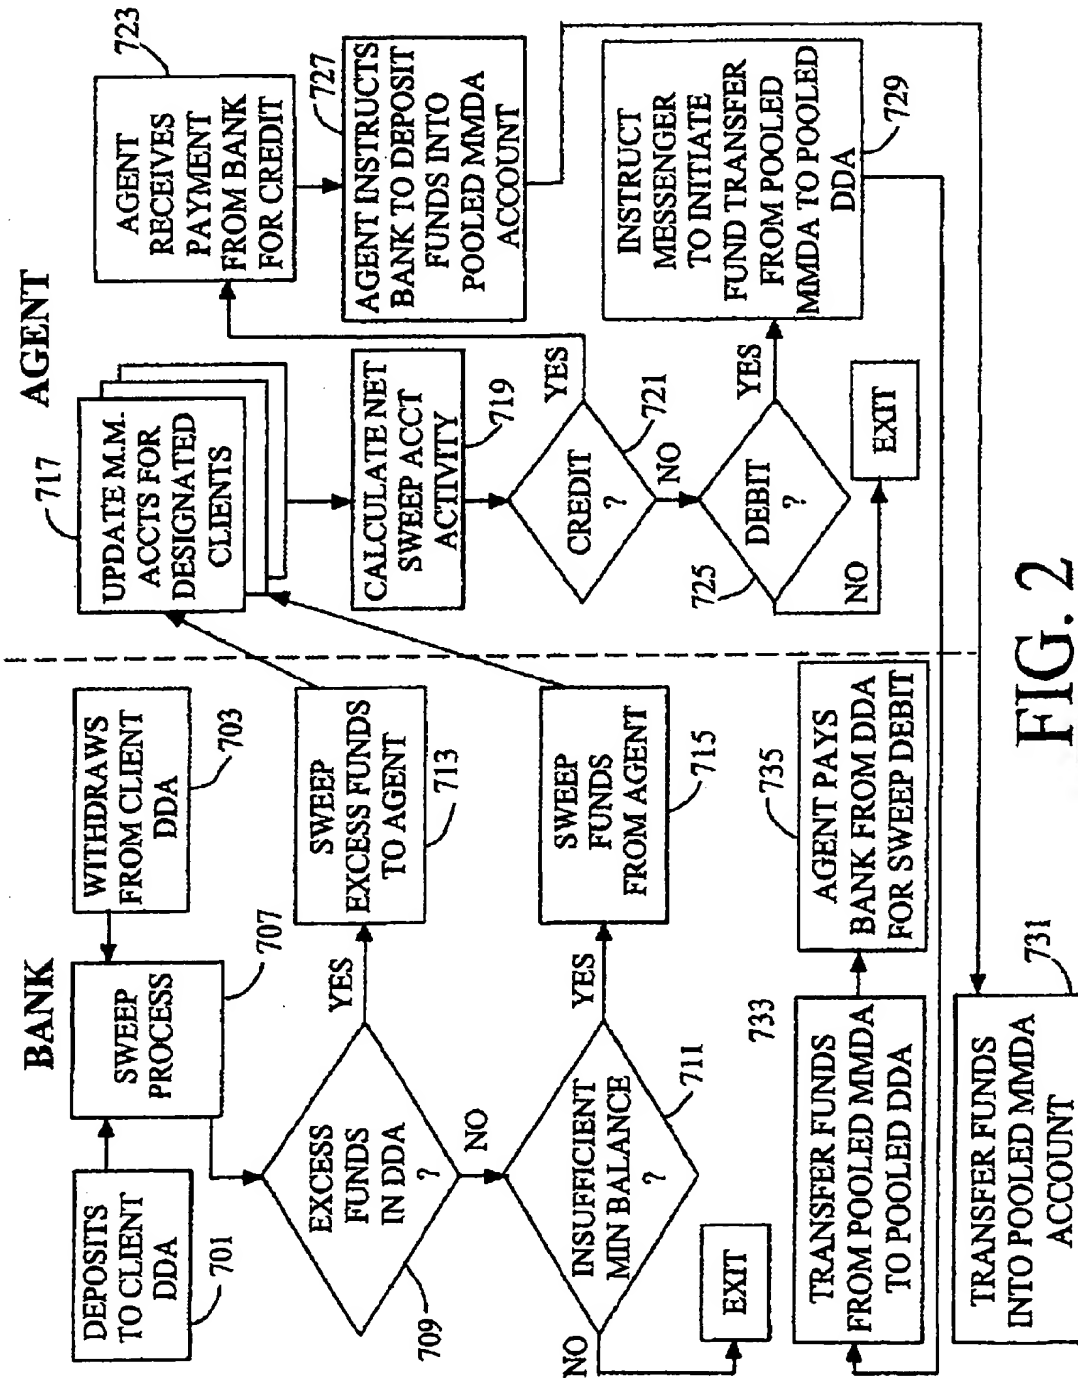 BANK
DEPOSITS
TO CLIENT
DDA
701
SWEEP
PROCESS
707
WITHDRAWS
FROM CLIENT
DDA
703
EXCESS
FUNDS
IN DDA
?
709
YES
NO
SWEEP
EXCESS FUNDS
TO AGENT
713
INSUFFICIENT
MIN BALANCE
?
711
YES
NO
EXIT
SWEEP
FUNDS
FROM AGENT
715
TRANSFER FUNDS
FROM POOLED MMDA
TO POOLED DDA
733
AGENT PAYS
BANK FROM DDA
FOR SWEEP DEBIT
735
TRANSFER FUNDS
INTO POOLED MMDA
ACCOUNT
731
AGENT
717
UPDATE M.M.
ACCTS FOR
DESIGNATED
CLIENTS
CALCULATE NET
SWEEP ACCT
ACTIVITY
719
CREDIT
?
721
YES
NO
DEBIT
?
725
YES
NO
EXIT
AGENT
RECEIVES
PAYMENT
FROM BANK
FOR CREDIT
723
AGENT INSTRUCTS
BANK TO DEPOSIT
FUNDS INTO
POOLED MMDA
ACCOUNT
727
INSTRUCT
MESSENGER
TO INITIATE
FUND TRANSFER
FROM POOLED
MMDA TO POOLED
DDA
729
FIG. 2